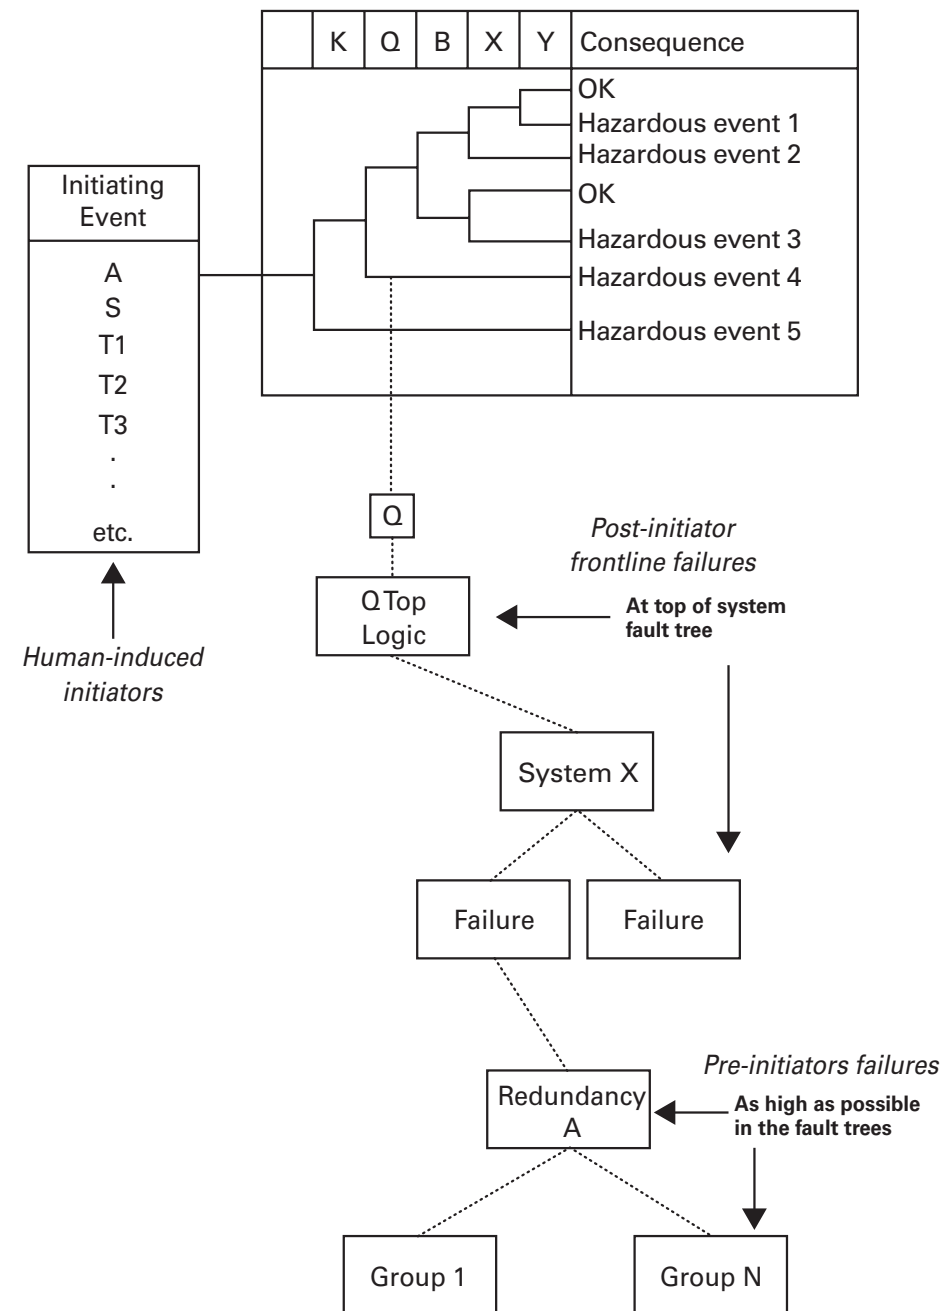 K Q B X Y Consequence
OK
Hazardous event 1
Hazardous event 2
OK
Hazardous event 3
Hazardous event 4
Hazardous event 5
Initiating
Event
A
S
T1
T2
T3
.
.
etc.
Human-induced
initiators
Q
Q Top
Logic
Post-initiator
frontline failures
At top of system
fault tree
System X
Failure
Failure
Redundancy
A
Pre-initiators failures
As high as possible
in the fault trees
Group 1
Group N